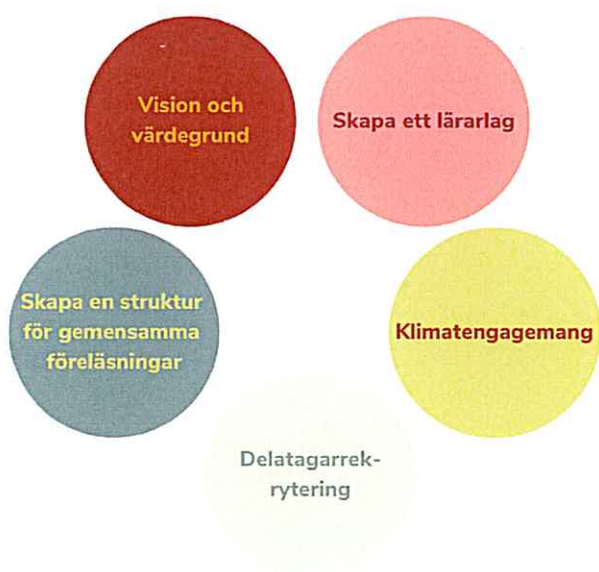 Vision och
värdegrund
Skapa ett lärarlag
Skapa en struktur
för gemensamma
föreläsningar
Klimatengagemang
Delatagarrek-
rytering